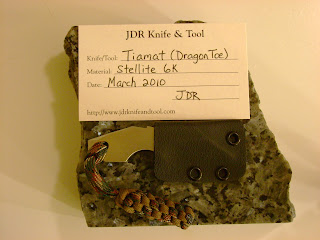 JDR Knife & Tool
Knife/Tool: Tiamat (DragonToe)
Material: Stellite 6K
Date: March 2010
JDR
http://www.jdrknifeandtool.com